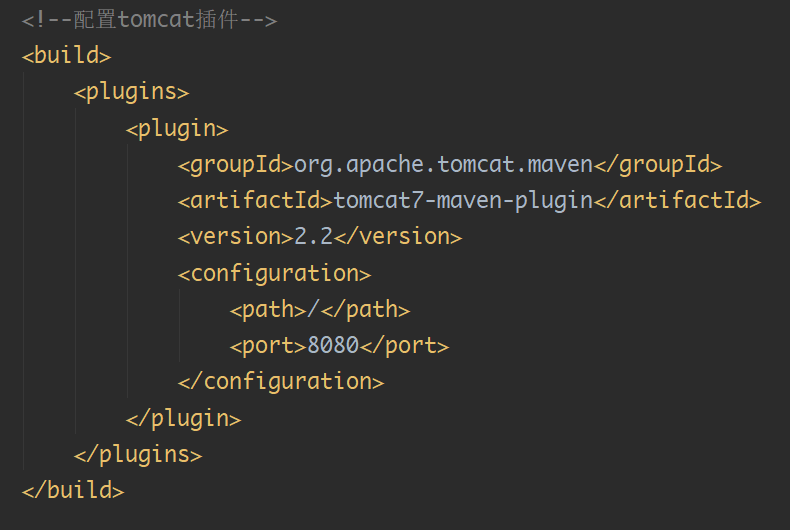 <!--配置tomcat插件-->
<build>
<plugins>
<plugin>
<groupId>org.apache.tomcat.maven</groupId>
<artifactId>tomcat7-maven-plugin</artifactId>
<version>2.2</version>
<configuration>
<path>/</path>
<port>8080</port>
</configuration>
</plugin>
</plugins>
</build>